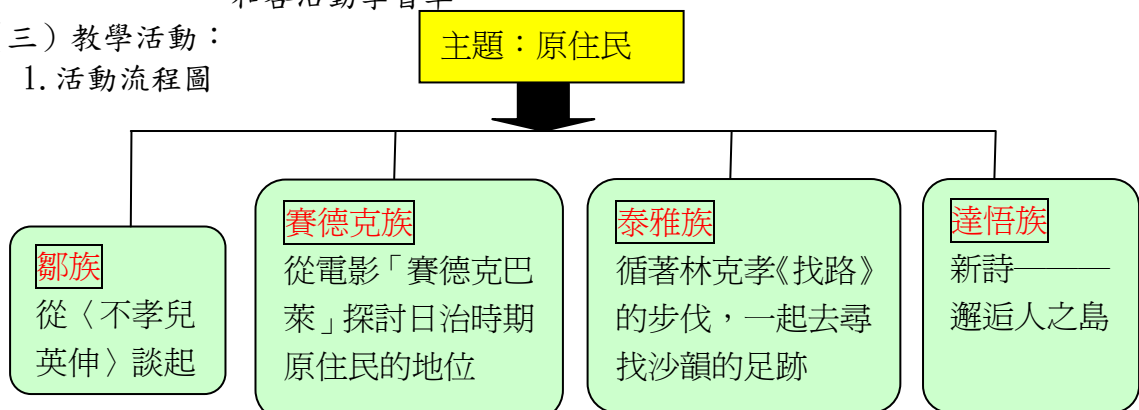 （三）教學活動：
1.活動流程圖
主題：原住民
鄒族
從〈不孝兒
英伸〉談起
賽德克族
從電影「賽德克巴
萊」探討日治時期
原住民的地位
泰雅族
循著林克孝《找路》
的步伐，一起去尋
找沙韻的足跡
達悟族
新詩───
邂逅人之島